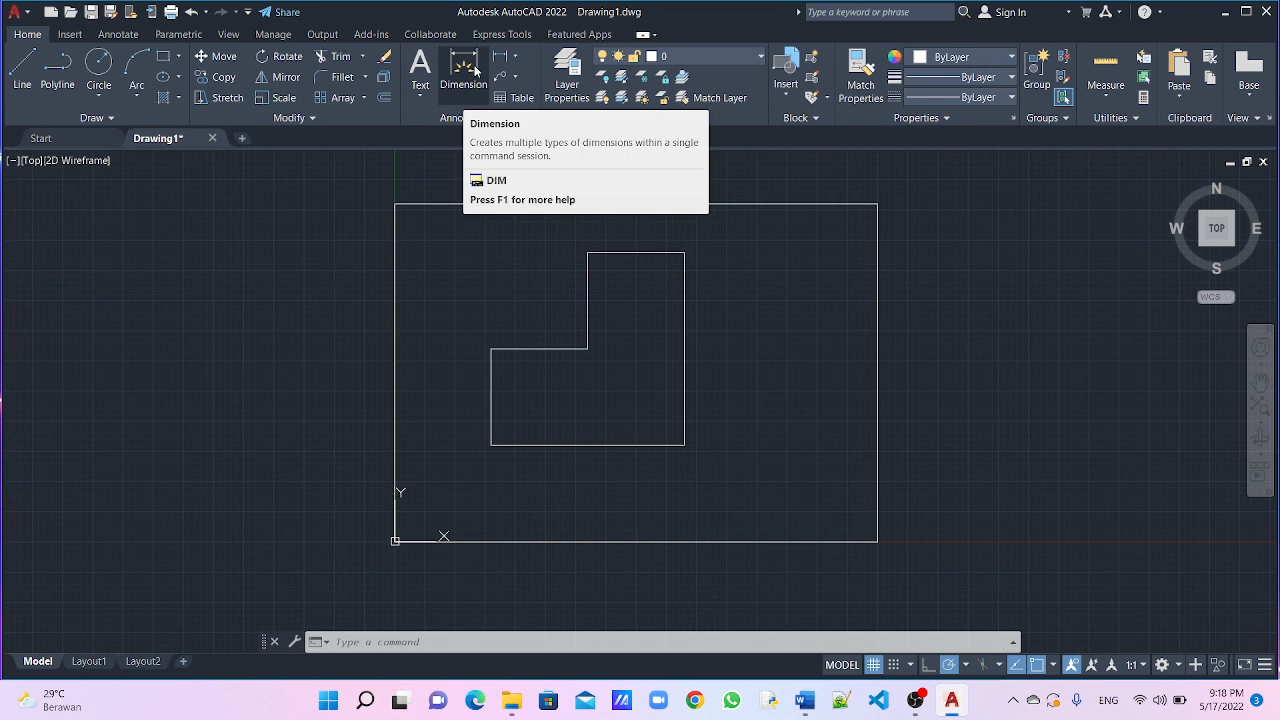 Share
Autodesk AutoCAD 2022 Drawing1.dwg
Type a keyword or phrase
Sign In
Home Insert Annotate Parametric View Manage Output Add-ins Collaborate Express Tools Featured Apps
Line Polyline Circle Arc
Move Rotate Trim
Copy Mirror Fillet
Stretch Scale Array
Draw
Modify
Text Dimension
Table
Anno
Layer
Properties
0
Match Layer
Insert
Block
Match
Properties
ByLayer
ByLayer
ByLayer
Properties
Group
Groups
Measure
Utilities
Paste
Clipboard
Base
View
Start Drawing1*
Dimension
Creates multiple types of dimensions within a single
command session.
DIM
Press F1 for more help
[−][Top][2D Wireframe]
N
W TOP E
S
WCS
Y
X
Type a command
Model Layout1 Layout2
MODEL 1:1
29°C
Berawan
W
9:18 PM
5/17/2022
3